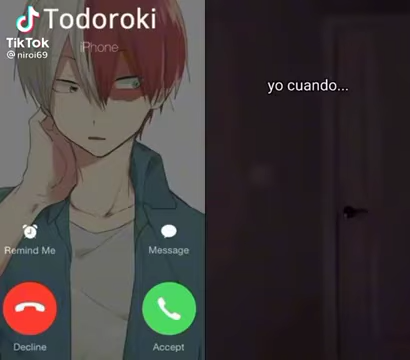 Todoroki
iPhone
TikTok
@niroi69
yo cuando...
Remind Me
Message
Decline
Accept